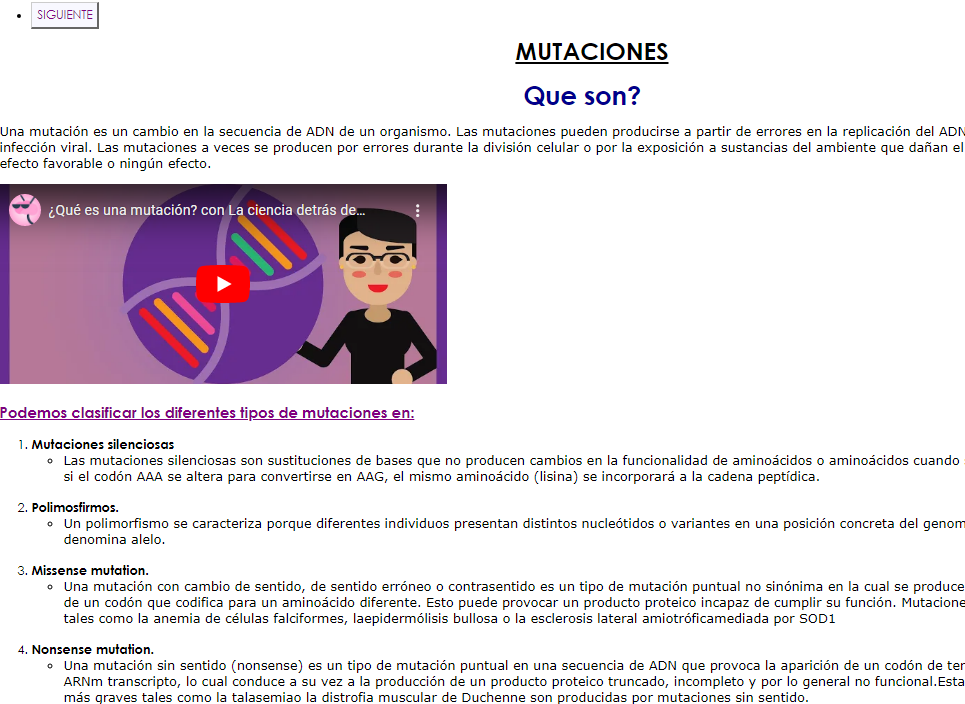 SIGUIENTE
MUTACIONES
Que son?
Una mutación es un cambio en la secuencia de ADN de un organismo. Las mutaciones pueden producirse a partir de errores en la replicación del ADN
infección viral. Las mutaciones a veces se producen por errores durante la división celular o por la exposición a sustancias del ambiente que dañan el
efecto favorable o ningún efecto.
¿Qué es una mutación? con La ciencia detrás de...
Podemos clasificar los diferentes tipos de mutaciones en:
1. Mutaciones silenciosas
Las mutaciones silenciosas son sustituciones de bases que no producen cambios en la funcionalidad de aminoácidos o aminoácidos cuando
si el codón AAA se altera para convertirse en AAG, el mismo aminoácido (lisina) se incorporará a la cadena peptídica.
2. Polimosfirmos.
Un polimorfismo se caracteriza porque diferentes individuos presentan distintos nucleótidos o variantes en una posición concreta del genom
denomina alelo.
3. Missense mutation.
Una mutación con cambio de sentido, de sentido erróneo o contrasentido es un tipo de mutación puntual no sinónima en la cual se produce
de un codón que codifica para un aminoácido diferente. Esto puede provocar un producto proteico incapaz de cumplir su función. Mutacione
tales como la anemia de células falciformes, laepidermólisis bullosa o la esclerosis lateral amiotróficamediada por SOD1
4. Nonsense mutation.
Una mutación sin sentido (nonsense) es un tipo de mutación puntual en una secuencia de ADN que provoca la aparición de un codón de ter
ARNm transcripto, lo cual conduce a su vez a la producción de un producto proteico truncado, incompleto y por lo general no funcional.Esta
más graves tales como la talasemiao la distrofia muscular de Duchenne son producidas por mutaciones sin sentido.